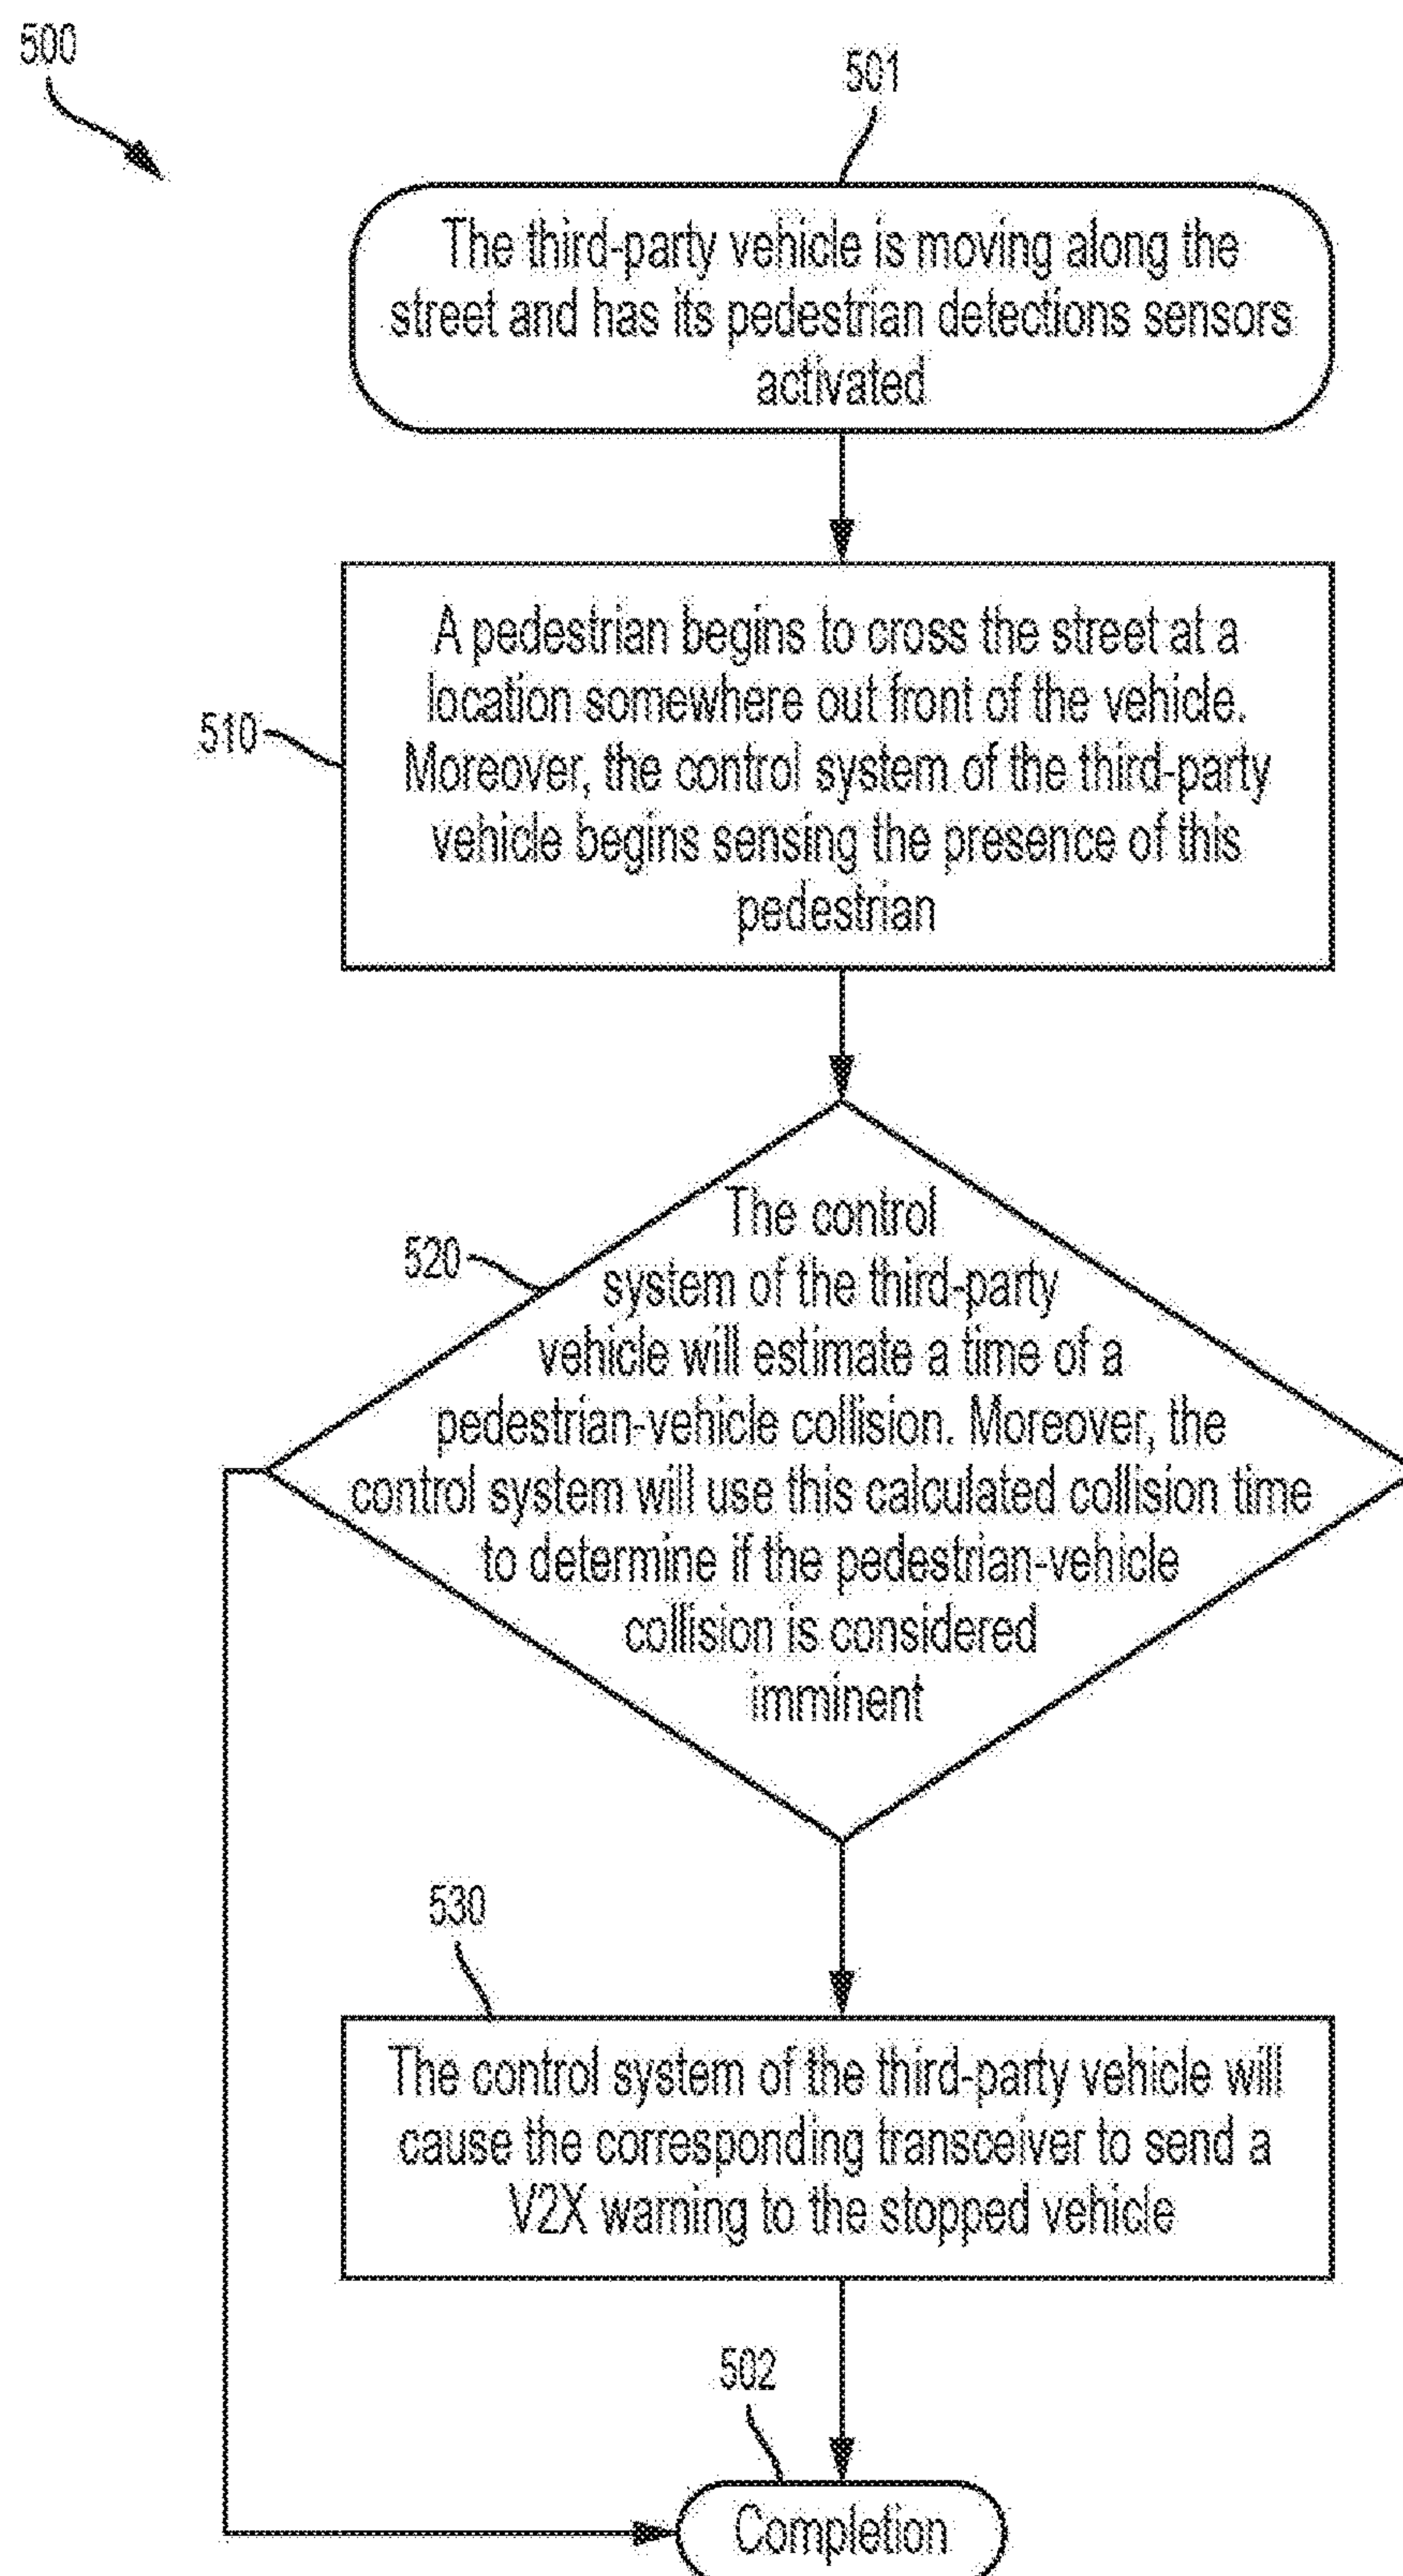 500
501
The third-party vehicle is moving along the
street and has its pedestrian detections sensors
activated
A pedestrian begins to cross the street at a
location somewhere out front of the vehicle.
Moreover, the control system of the third-party
vehicle begins sensing the presence of this
pedestrian
510
The control
system of the third-party
vehicle will estimate a time of a
pedestrian-vehicle collision. Moreover, the
control system will use this calculated collision time
to determine if the pedestrian-vehicle
collision is considered
imminent
520
530
The control system of the third-party vehicle will
cause the corresponding transceiver to send a
V2X warning to the stopped vehicle
502
Completion